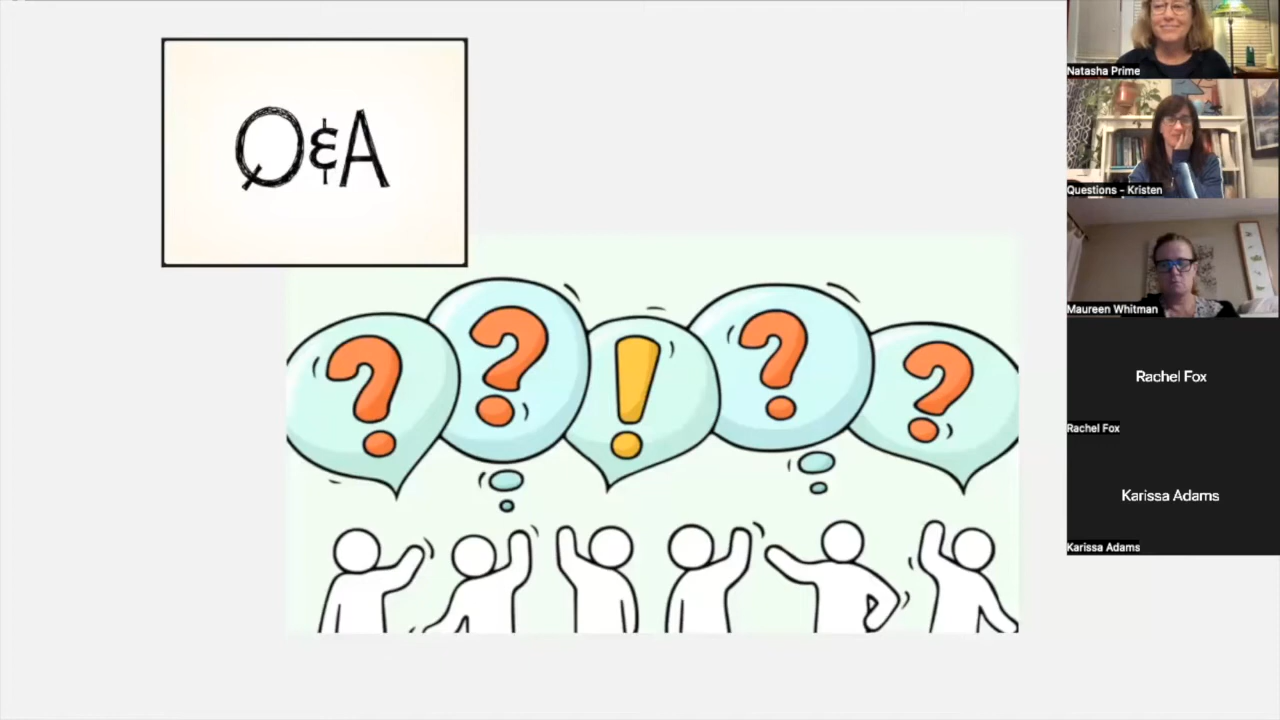 Q&A
? ? ! ? ?
Natasha Prime
Questions - Kristen
Maureen Whitman
Rachel Fox
Rachel Fox
Karissa Adams
Karissa Adams